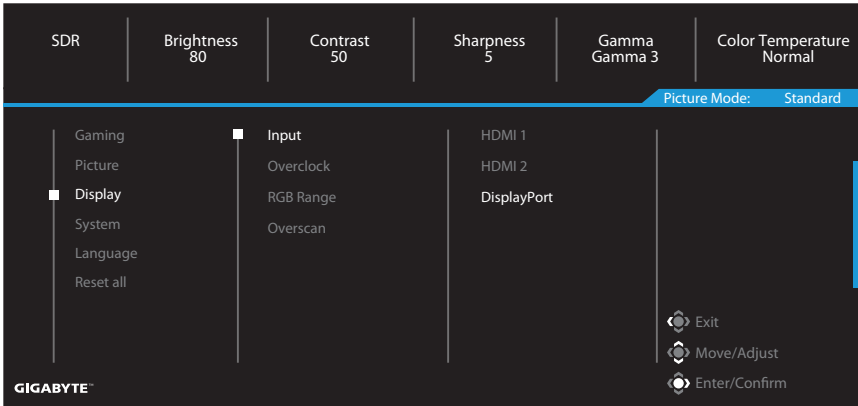 SDR Brightness Contrast Sharpness Gamma Color Temperature
80 50 5 Gamma 3 Normal
Picture Mode: Standard
Gaming Input HDMI 1
Picture Overclock HDMI 2
Display RGB Range DisplayPort
System Overscan
Language
Reset all
Exit
Move/Adjust
GIGABYTE™ Enter/Confirm